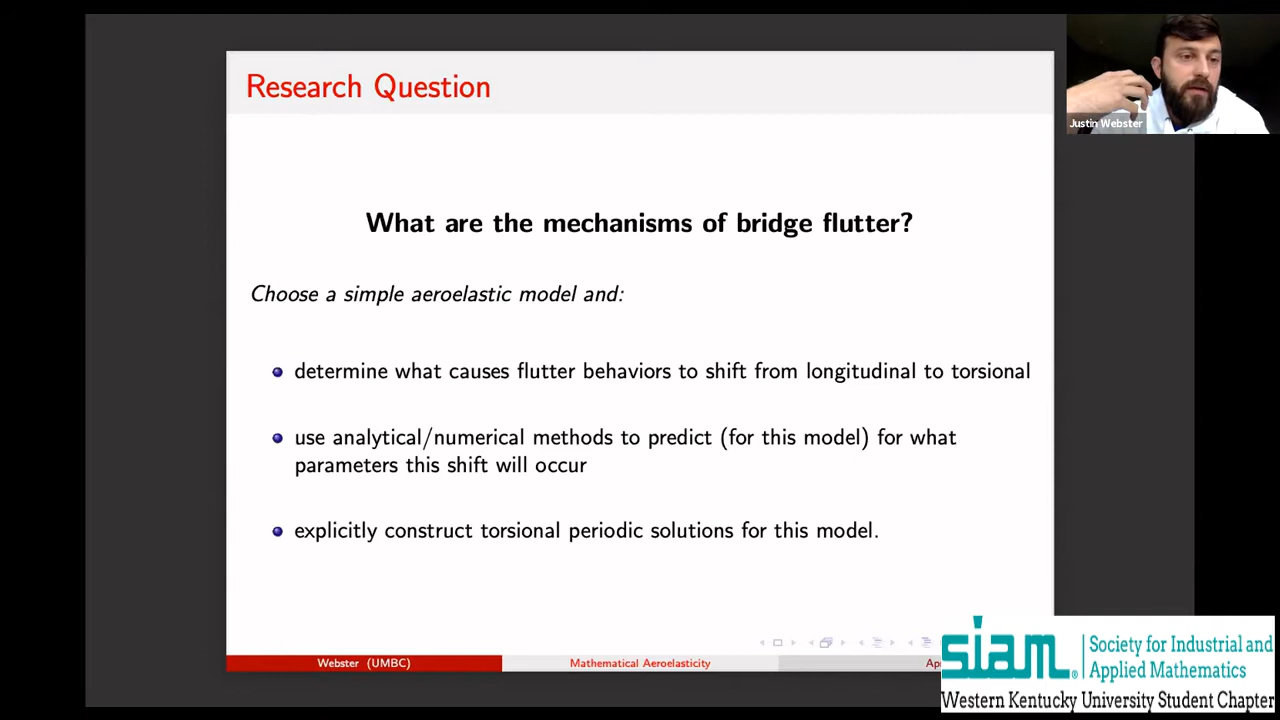 Research Question
Justin Webster
What are the mechanisms of bridge flutter?
Choose a simple aeroelastic model and:
determine what causes flutter behaviors to shift from longitudinal to torsional
use analytical/numerical methods to predict (for this model) for what
parameters this shift will occur
explicitly construct torsional periodic solutions for this model.
Webster (UMBC)
Mathematical Aeroelasticity
siam® Society for Industrial and
Applied Mathematics
Western Kentucky University Student Chapter